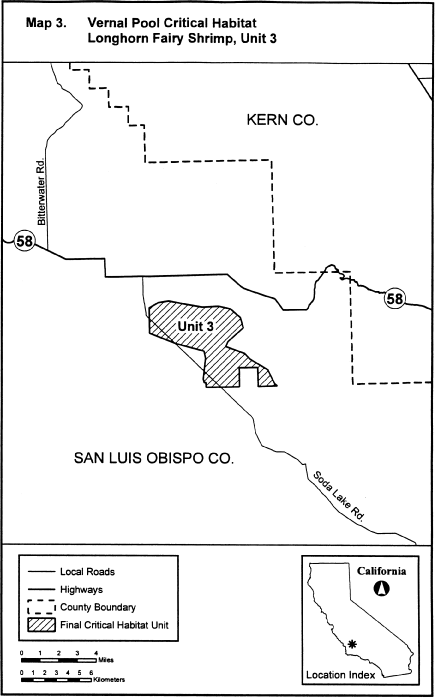 Map 3. Vernal Pool Critical Habitat
Longhorn Fairy Shrimp, Unit 3
KERN CO.
Bitterwater Rd.
58
58
Unit 3
SAN LUIS OBISPO CO.
Soda Lake Rd.
Local Roads
Highways
County Boundary
Final Critical Habitat Unit
0 1 2 3 4
Miles
0 1 2 3 4 5 6
Kilometers
California
Location Index